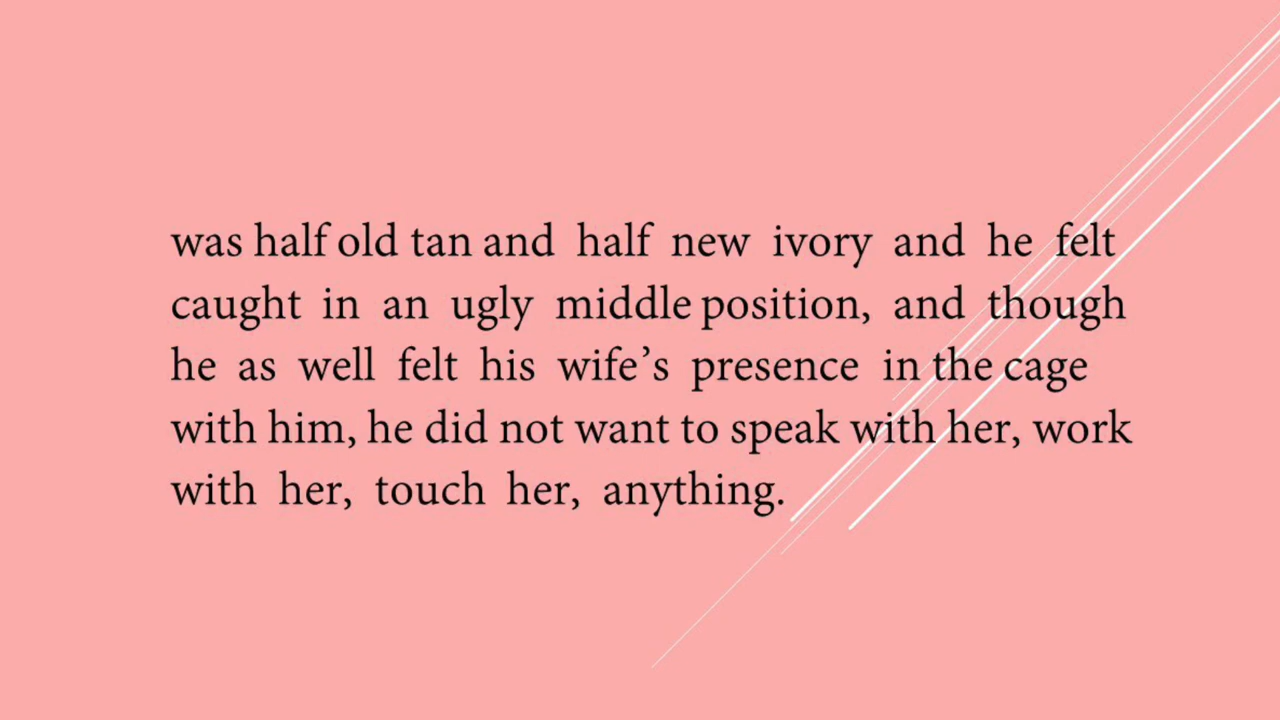 was half old tan and half new ivory and he felt
caught in an ugly middle position, and though
he as well felt his wife’s presence in the cage
with him, he did not want to speak with her, work
with her, touch her, anything.